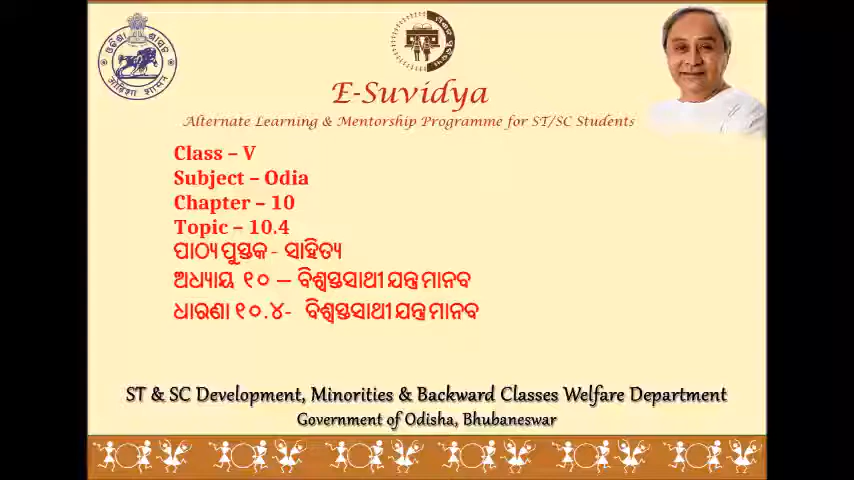 E-Suvidya
Alternate Learning & Mentorship Programme for ST/SC Students
Class – V
Subject – Odia
Chapter – 10
Topic – 10.4
ପାଠ୍ୟପୁସ୍ତକ - ସାହିତ୍ୟ
ଅଧ୍ୟାୟ ୧୦ – ବିଶ୍ୱସ୍ତସାଥୀ ଯନ୍ତ୍ରମାନବ
ଧାରଣା ୧୦.୪- ବିଶ୍ୱସ୍ତସାଥୀ ଯନ୍ତ୍ରମାନବ
ST & SC Development, Minorities & Backward Classes Welfare Department
Government of Odisha, Bhubaneswar